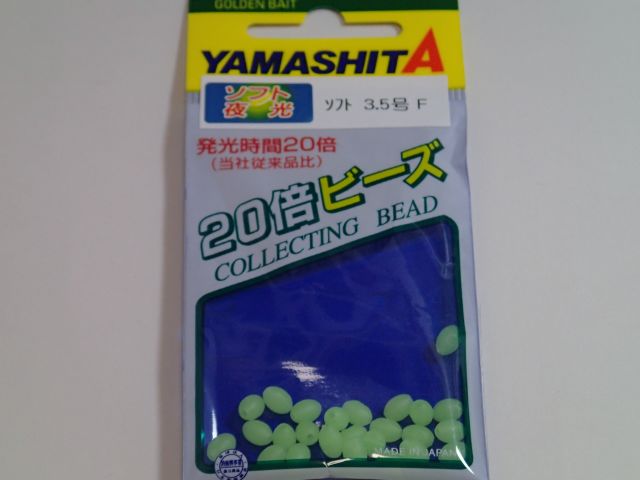 GOLDEN BAIT
YAMASHITA
ソフト
夜光
ｿﾌﾄ 3.5号 F
発光時間20倍
(当社従来品比)
20倍ビーズ
COLLECTING BEAD
MADE IN JAPAN